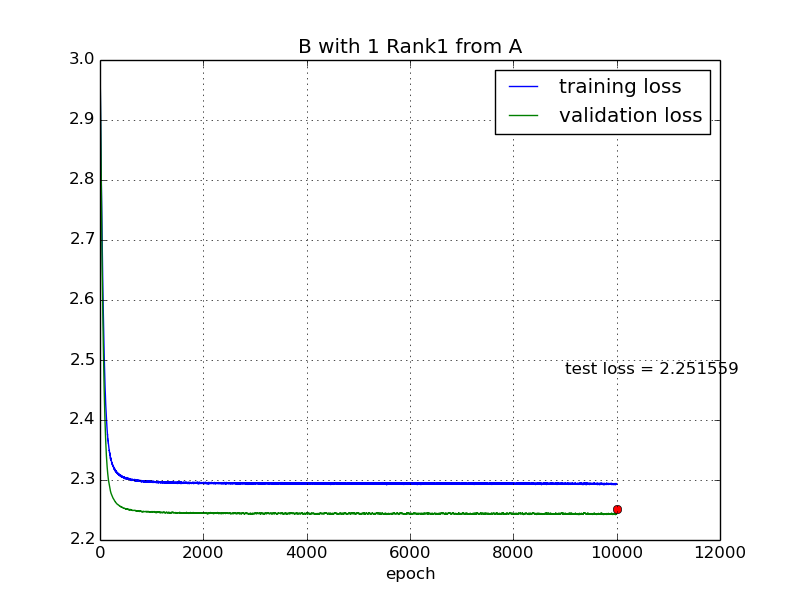 B with 1 Rank1 from A
training loss
validation loss
3.0
2.9
2.8
2.7
2.6
2.5
2.4
2.3
2.2
test loss = 2.251559
0 2000 4000 6000 8000 10000 12000
epoch